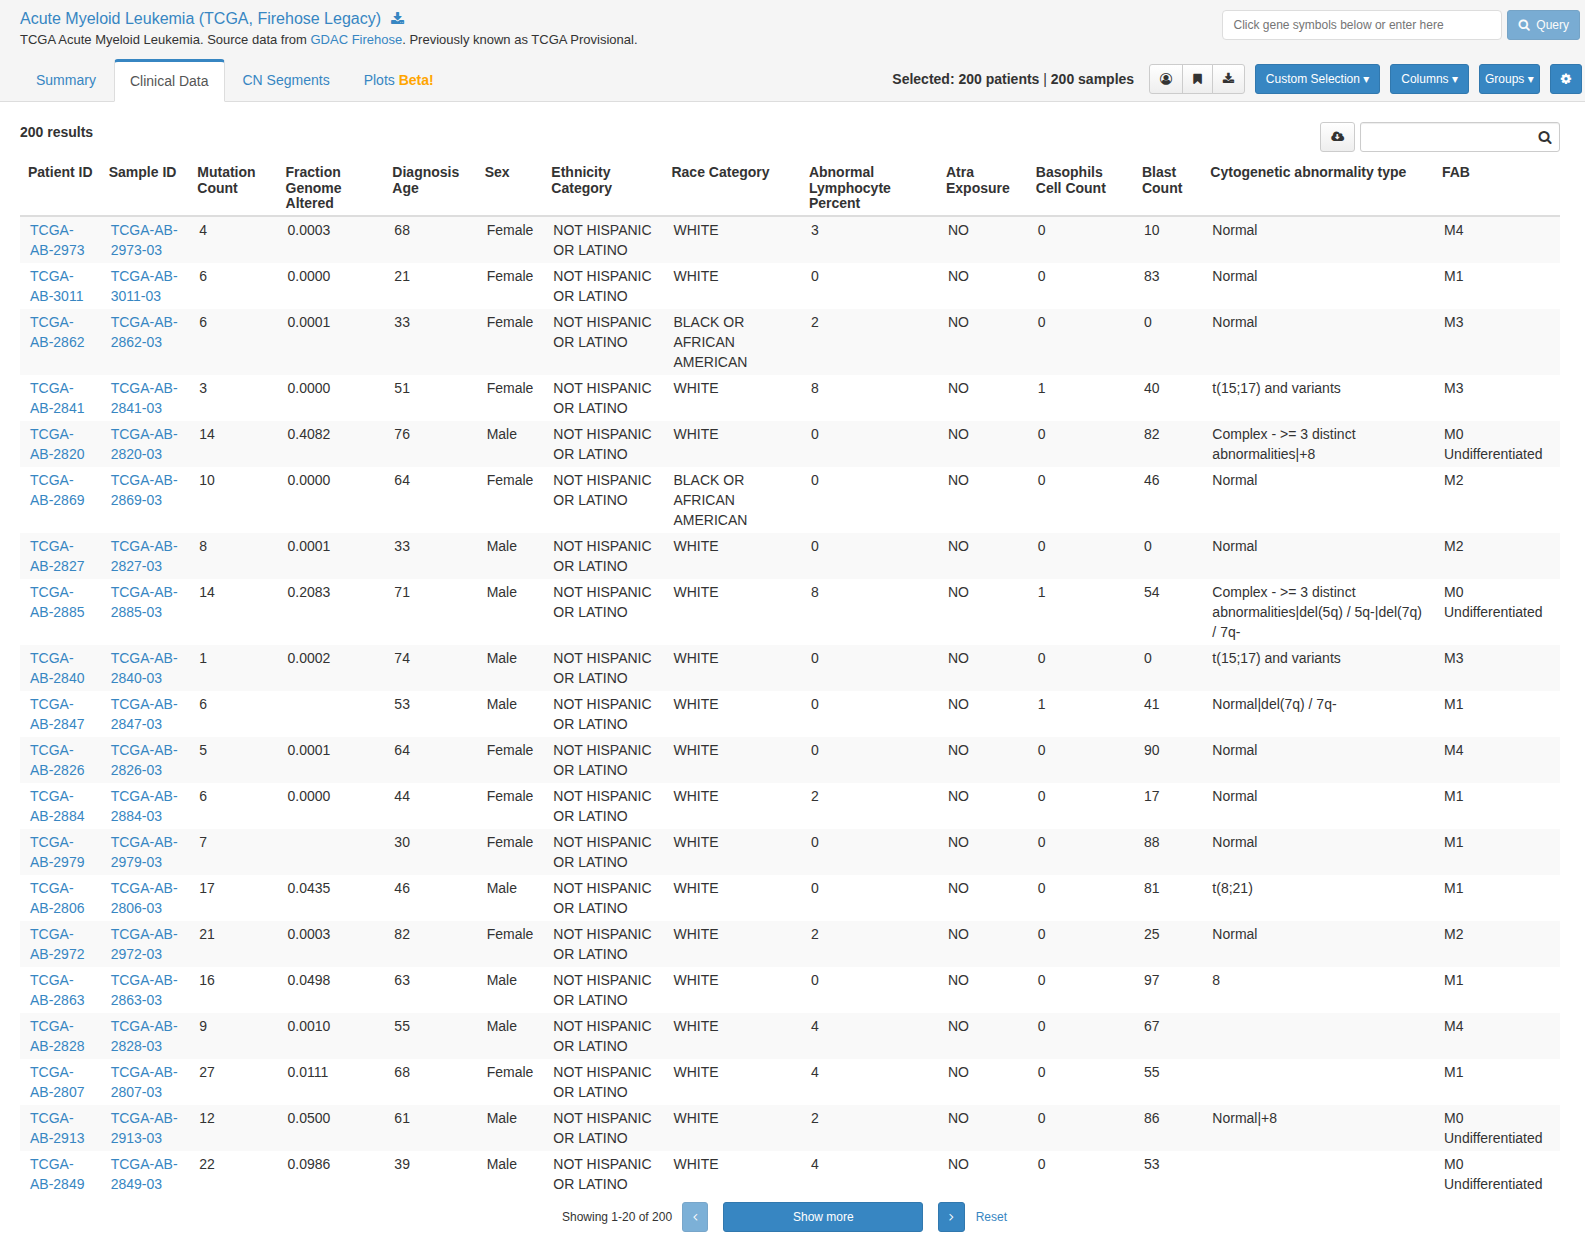 Acute Myeloid Leukemia (TCGA, Firehose Legacy)
TCGA Acute Myeloid Leukemia. Source data from GDAC Firehose. Previously known as TCGA Provisional.
Click gene symbols below or enter here Query
Summary Clinical Data CN Segments Plots Beta! Selected: 200 patients | 200 samples Custom Selection ▾ Columns ▾ Groups ▾
200 results
Patient ID Sample ID Mutation Fraction Diagnosis Sex Ethnicity Race Category Abnormal Atra Basophils Blast Cytogenetic abnormality type FAB
Count Genome Age Category Lymphocyte Exposure Cell Count Count
Altered Percent
TCGA- TCGA-AB- 4 0.0003 68 Female NOT HISPANIC WHITE 3 NO 0 10 Normal M4
AB-2973 2973-03 OR LATINO
TCGA- TCGA-AB- 6 0.0000 21 Female NOT HISPANIC WHITE 0 NO 0 83 Normal M1
AB-3011 3011-03 OR LATINO
TCGA- TCGA-AB- 6 0.0001 33 Female NOT HISPANIC BLACK OR 2 NO 0 0 Normal M3
AB-2862 2862-03 OR LATINO AFRICAN
AMERICAN
TCGA- TCGA-AB- 3 0.0000 51 Female NOT HISPANIC WHITE 8 NO 1 40 t(15;17) and variants M3
AB-2841 2841-03 OR LATINO
TCGA- TCGA-AB- 14 0.4082 76 Male NOT HISPANIC WHITE 0 NO 0 82 Complex - >= 3 distinct M0
AB-2820 2820-03 OR LATINO abnormalities|+8 Undifferentiated
TCGA- TCGA-AB- 10 0.0000 64 Female NOT HISPANIC BLACK OR 0 NO 0 46 Normal M2
AB-2869 2869-03 OR LATINO AFRICAN
AMERICAN
TCGA- TCGA-AB- 8 0.0001 33 Male NOT HISPANIC WHITE 0 NO 0 0 Normal M2
AB-2827 2827-03 OR LATINO
TCGA- TCGA-AB- 14 0.2083 71 Male NOT HISPANIC WHITE 8 NO 1 54 Complex - >= 3 distinct M0
AB-2885 2885-03 OR LATINO abnormalities|del(5q) / 5q-|del(7q) Undifferentiated
/ 7q-
TCGA- TCGA-AB- 1 0.0002 74 Male NOT HISPANIC WHITE 0 NO 0 0 t(15;17) and variants M3
AB-2840 2840-03 OR LATINO
TCGA- TCGA-AB- 6 53 Male NOT HISPANIC WHITE 0 NO 1 41 Normal|del(7q) / 7q- M1
AB-2847 2847-03 OR LATINO
TCGA- TCGA-AB- 5 0.0001 64 Female NOT HISPANIC WHITE 0 NO 0 90 Normal M4
AB-2826 2826-03 OR LATINO
TCGA- TCGA-AB- 6 0.0000 44 Female NOT HISPANIC WHITE 2 NO 0 17 Normal M1
AB-2884 2884-03 OR LATINO
TCGA- TCGA-AB- 7 30 Female NOT HISPANIC WHITE 0 NO 0 88 Normal M1
AB-2979 2979-03 OR LATINO
TCGA- TCGA-AB- 17 0.0435 46 Male NOT HISPANIC WHITE 0 NO 0 81 t(8;21) M1
AB-2806 2806-03 OR LATINO
TCGA- TCGA-AB- 21 0.0003 82 Female NOT HISPANIC WHITE 2 NO 0 25 Normal M2
AB-2972 2972-03 OR LATINO
TCGA- TCGA-AB- 16 0.0498 63 Male NOT HISPANIC WHITE 0 NO 0 97 8 M1
AB-2863 2863-03 OR LATINO
TCGA- TCGA-AB- 9 0.0010 55 Male NOT HISPANIC WHITE 4 NO 0 67 M4
AB-2828 2828-03 OR LATINO
TCGA- TCGA-AB- 27 0.0111 68 Female NOT HISPANIC WHITE 4 NO 0 55 M1
AB-2807 2807-03 OR LATINO
TCGA- TCGA-AB- 12 0.0500 61 Male NOT HISPANIC WHITE 2 NO 0 86 Normal|+8 M0
AB-2913 2913-03 OR LATINO Undifferentiated
TCGA- TCGA-AB- 22 0.0986 39 Male NOT HISPANIC WHITE 4 NO 0 53 M0
AB-2849 2849-03 OR LATINO Undifferentiated
Showing 1-20 of 200 ‹ Show more › Reset